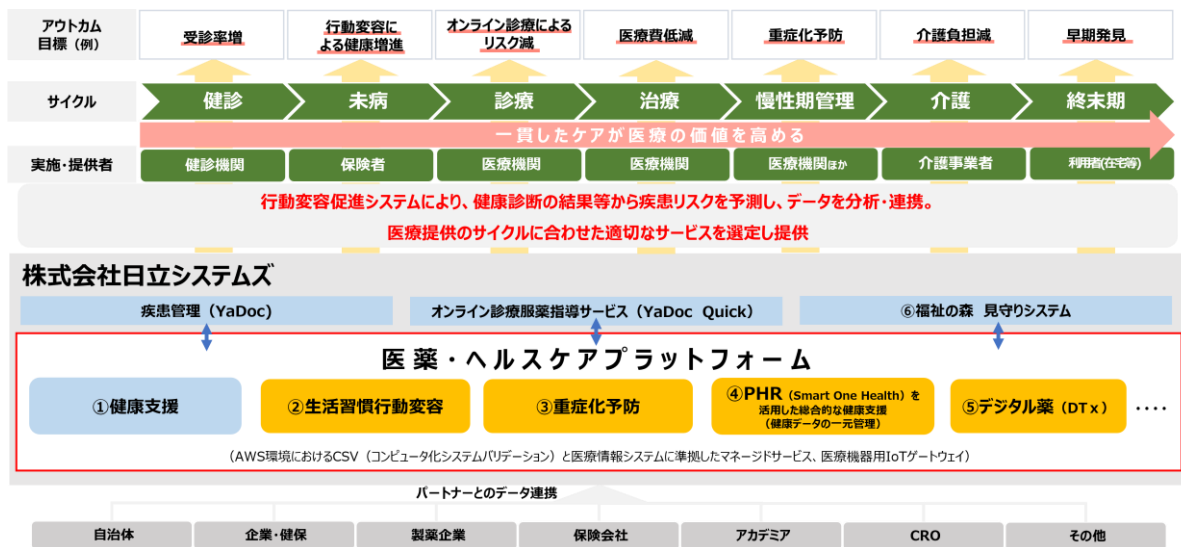 アウトカム
目標（例）
受診率増
行動変容に
よる健康増進
オンライン診療による
リスク減
医療費低減
重症化予防
介護負担減
早期発見
サイクル
健診
未病
診療
治療
慢性期管理
介護
終末期
一貫したケアが医療の価値を高める
実施・提供者
健診機関
保険者
医療機関
医療機関
医療機関ほか
介護事業者
利用者(在宅等)
行動変容促進システムにより、健康診断の結果等から疾患リスクを予測し、データを分析・連携。
医療提供のサイクルに合わせた適切なサービスを選定し提供
株式会社日立システムズ
疾患管理（YaDoc）
オンライン診療服薬指導サービス（YaDoc Quick）
⑥福祉の森 見守りシステム
医薬・ヘルスケアプラットフォーム
①健康支援
②生活習慣行動変容
③重症化予防
④PHR（Smart One Health）を
活用した総合的な健康支援
（健康データの一元管理）
⑤デジタル薬（DTx）
････
（AWS環境におけるCSV（コンピュータ化システムバリデーション）と医療情報システムに準拠したマネージドサービス、医療機器用IoTゲートウェイ）
パートナーとのデータ連携
自治体
企業・健保
製薬企業
保険会社
アカデミア
CRO
その他